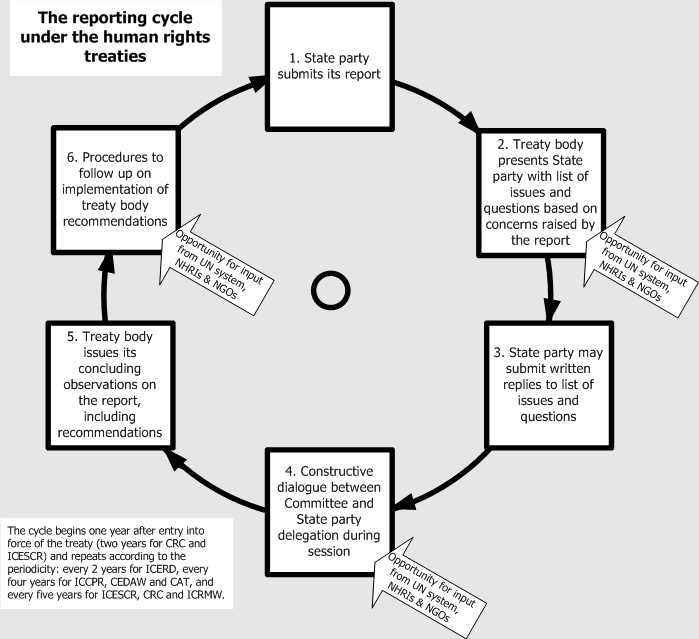 The reporting cycle
under the human rights
treaties
1. State party
submits its report
2. Treaty body
presents State
party with list of
issues and
questions based on
concerns raised by
the report
Opportunity for input
from UN system,
NHRIs & NGOs
3. State party may
submit written
replies to list of
issues and
questions
4. Constructive
dialogue between
Committee and
State party
delegation during
session
Opportunity for input
from UN system,
NHRIs & NGOs
5. Treaty body
issues its
concluding
observations on
the report,
including
recommendations
6. Procedures to
follow up on
implementation of
treaty body
recommendations
Opportunity for input
from UN system,
NHRIs & NGOs
The cycle begins one year after entry into
force of the treaty (two years for CRC and
ICESCR) and repeats according to the
periodicity: every 2 years for ICERD, every
four years for ICCPR, CEDAW and CAT, and
every five years for ICESCR, CRC and ICRMW.